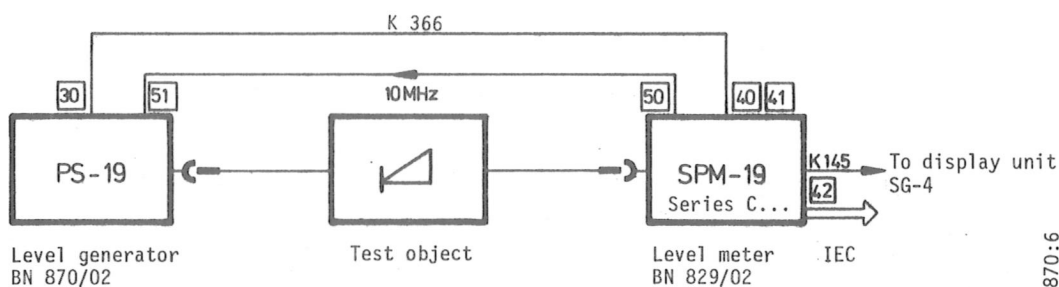 K 366
10MHz
30 51 50 40 41
PS-19
SPM-19
Series C...
K145
42
To display unit
SG-4
Level generator
BN 870/02
Test object
Level meter
BN 829/02
IEC
870:6